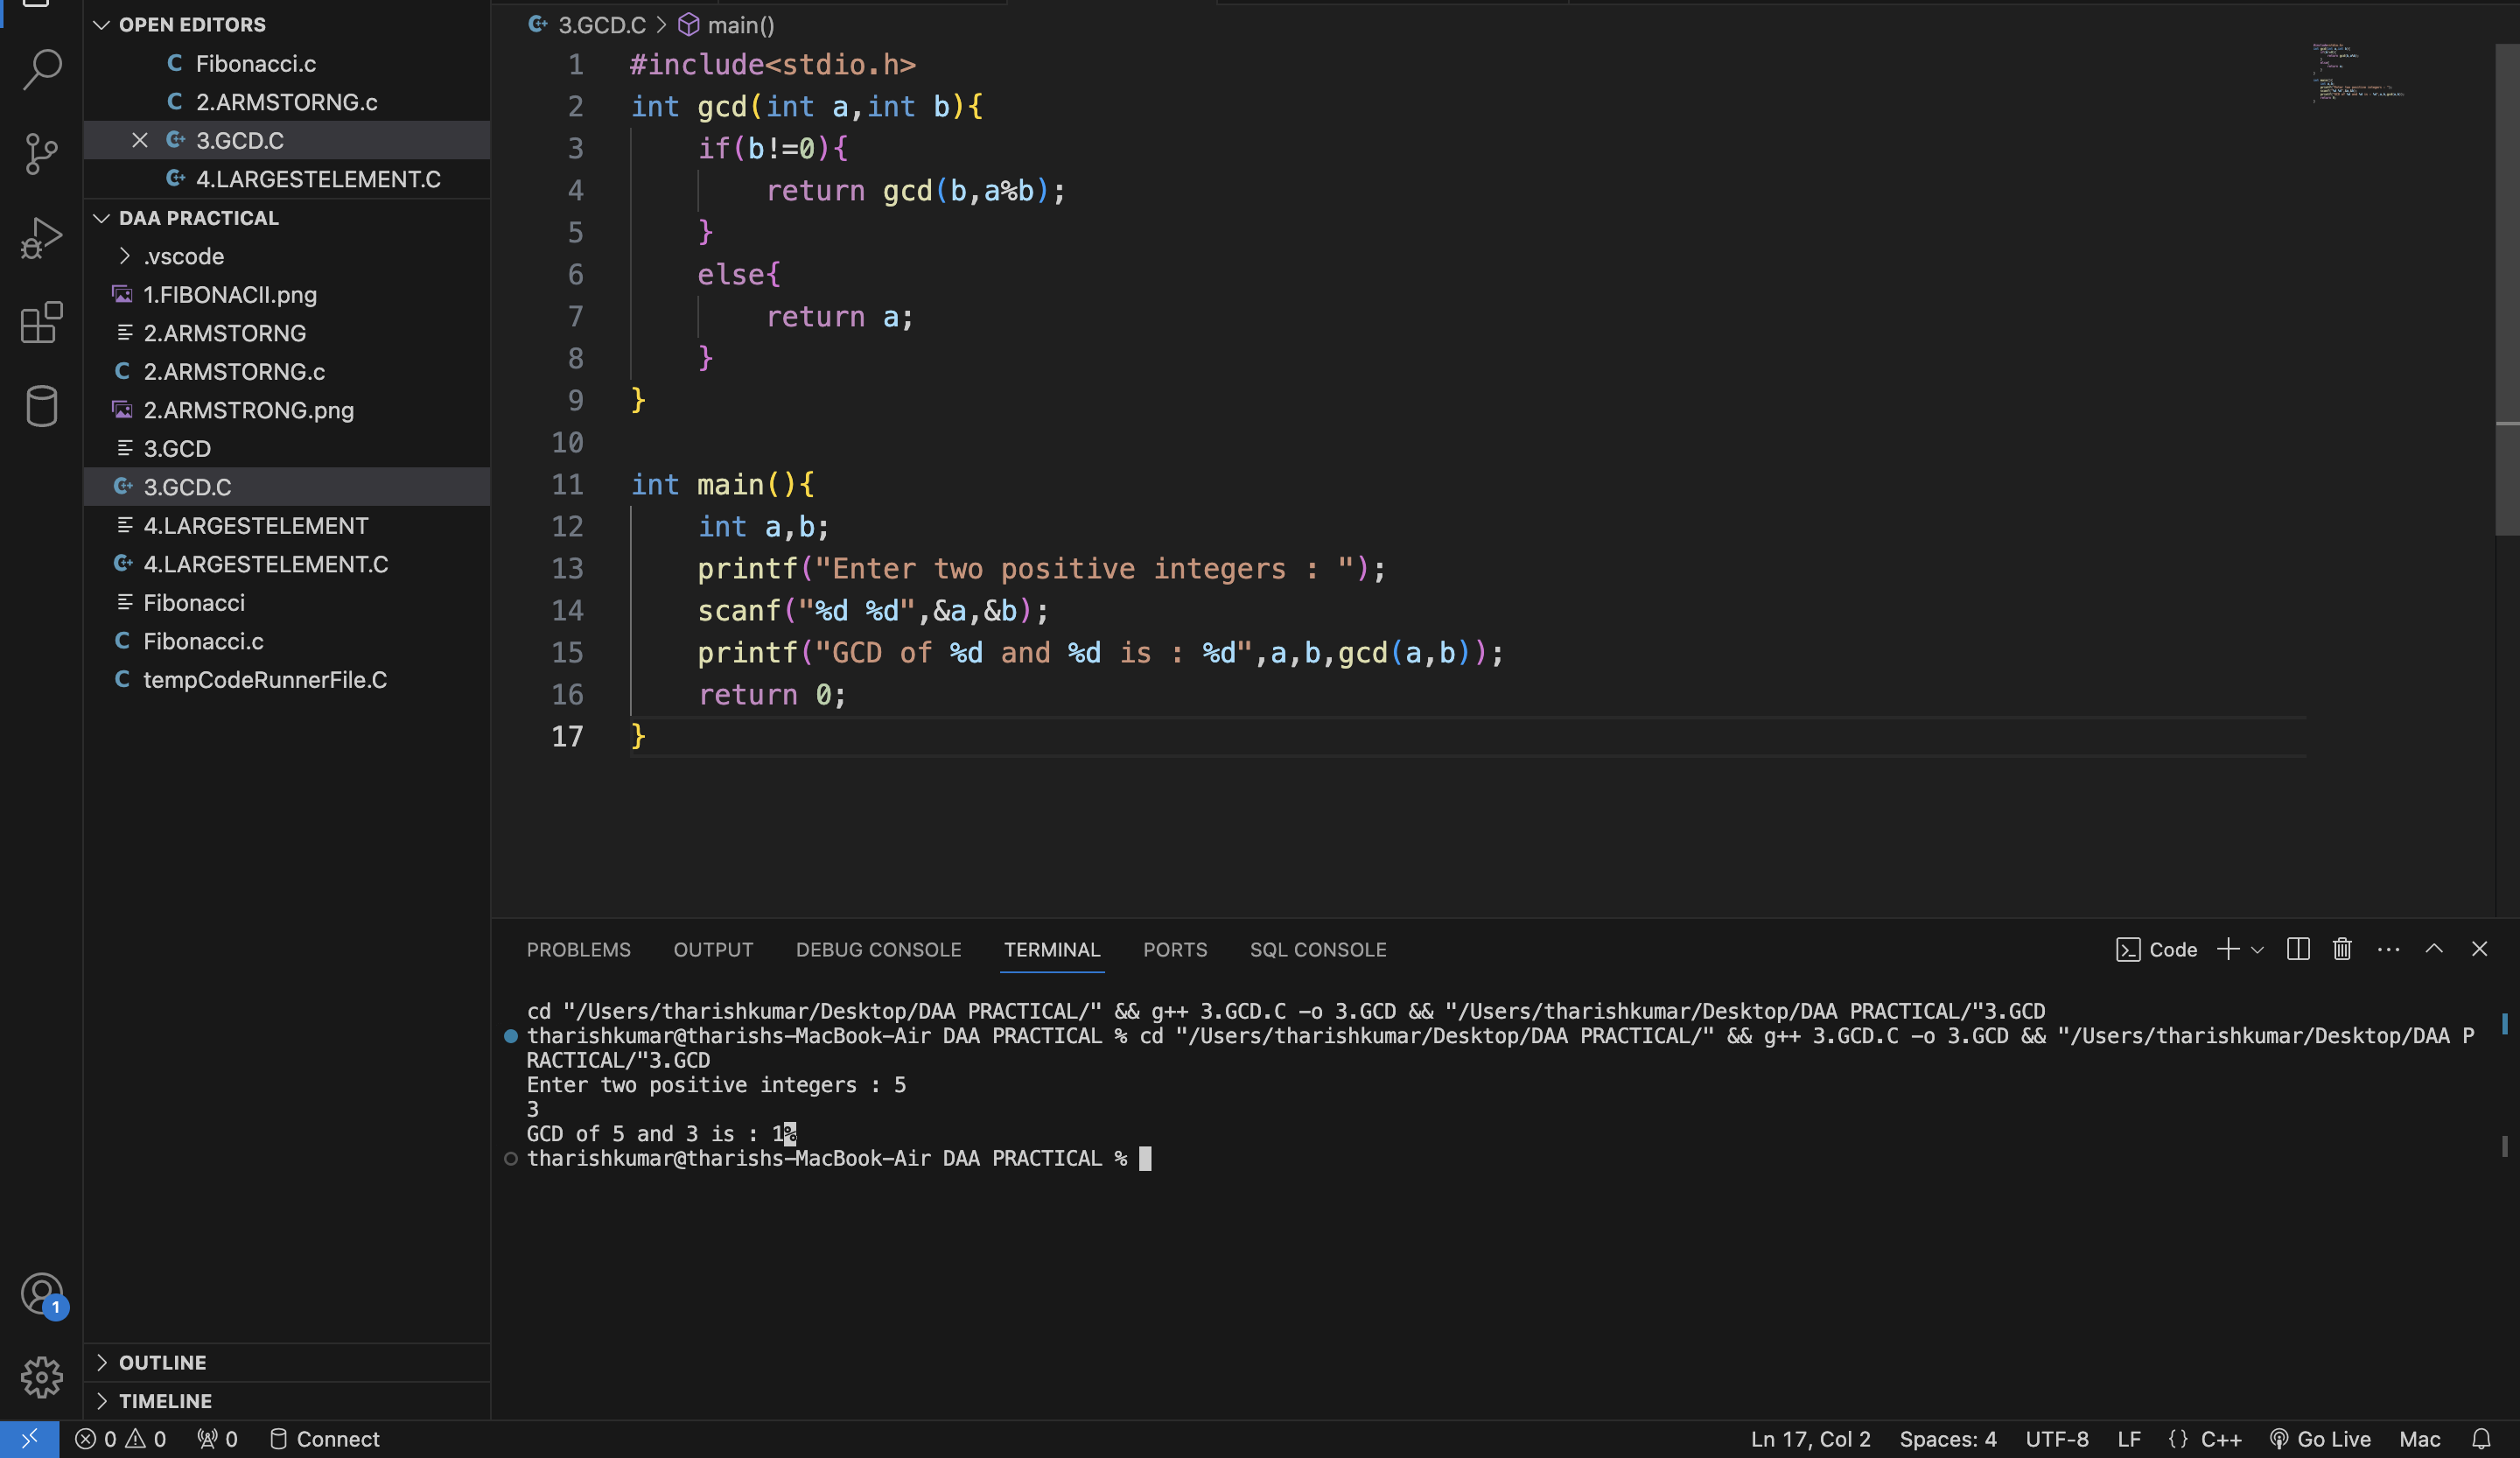 OPEN EDITORS
Fibonacci.c
2.ARMSTORNG.c
3.GCD.C
4.LARGESTELEMENT.C
DAA PRACTICAL
.vscode
1.FIBONACII.png
2.ARMSTORNG
2.ARMSTORNG.c
2.ARMSTRONG.png
3.GCD
3.GCD.C
4.LARGESTELEMENT
4.LARGESTELEMENT.C
Fibonacci
Fibonacci.c
tempCodeRunnerFile.C
1
OUTLINE
TIMELINE
3.GCD.C > main()
1 #include<stdio.h>
2 int gcd(int a,int b){
3     if(b!=0){
4         return gcd(b,a%b);
5     }
6     else{
7         return a;
8     }
9 }
10
11 int main(){
12     int a,b;
13     printf("Enter two positive integers : ");
14     scanf("%d %d",&a,&b);
15     printf("GCD of %d and %d is : %d",a,b,gcd(a,b));
16     return 0;
17 }
PROBLEMS OUTPUT DEBUG CONSOLE TERMINAL PORTS SQL CONSOLE Code
cd "/Users/tharishkumar/Desktop/DAA PRACTICAL/" && g++ 3.GCD.C -o 3.GCD && "/Users/tharishkumar/Desktop/DAA PRACTICAL/"3.GCD
tharishkumar@tharishs-MacBook-Air DAA PRACTICAL % cd "/Users/tharishkumar/Desktop/DAA PRACTICAL/" && g++ 3.GCD.C -o 3.GCD && "/Users/tharishkumar/Desktop/DAA P
RACTICAL/"3.GCD
Enter two positive integers : 5
3
GCD of 5 and 3 is : 1%
tharishkumar@tharishs-MacBook-Air DAA PRACTICAL %
0 0 0 Connect Ln 17, Col 2 Spaces: 4 UTF-8 LF {} C++ Go Live Mac